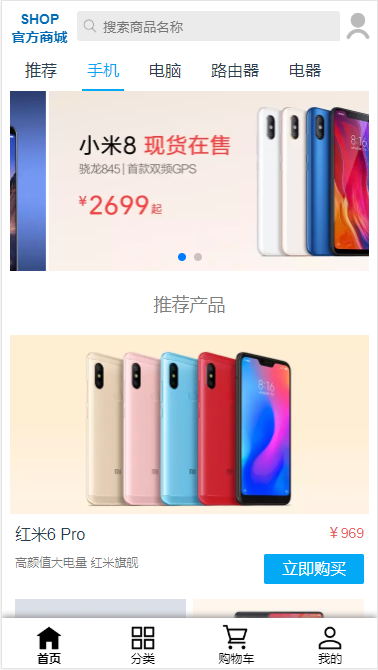 SHOP
官方商城
搜索商品名称
推荐 手机 电脑 路由器 电器
小米8 现货在售
骁龙845 | 首款双频GPS
¥2699起
8:16
推荐产品
8:16
红米6 Pro
¥ 969
高颜值大电量 红米旗舰
立即购买
首页 分类 购物车 我的